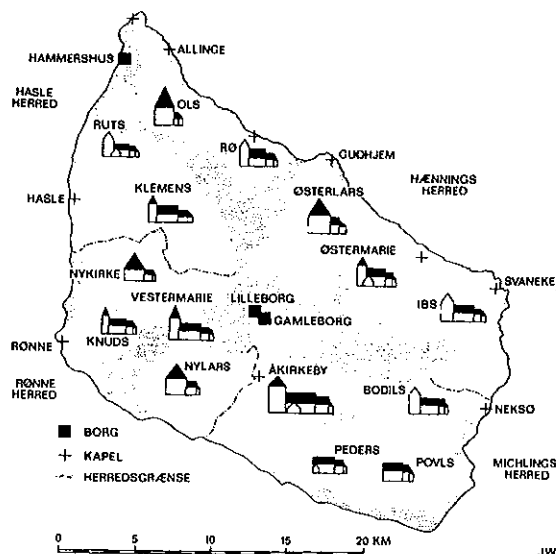 ALLINGE
HAMMERSHUS
HASLE
HERRED
OLS
RUTS
RØ
GUDHJEM
HÆNNINGS
HERRED
KLEMENS
HASLE
ØSTERLARS
ØSTERMARIE
NYKIRKE
SVANEKE
VESTERMARIE
LILLEBORG
GAMLEBORG
IBS
KNUDS
RØNNE
NYLARS
ÅKIRKEBY
RØNNE
HERRED
BODILS
NEKSØ
BORG
KAPEL
HERREDSGRÆNSE
PEDERS
POVLS
MICHLINGS
HERRED
0 5 10 15 20 KM